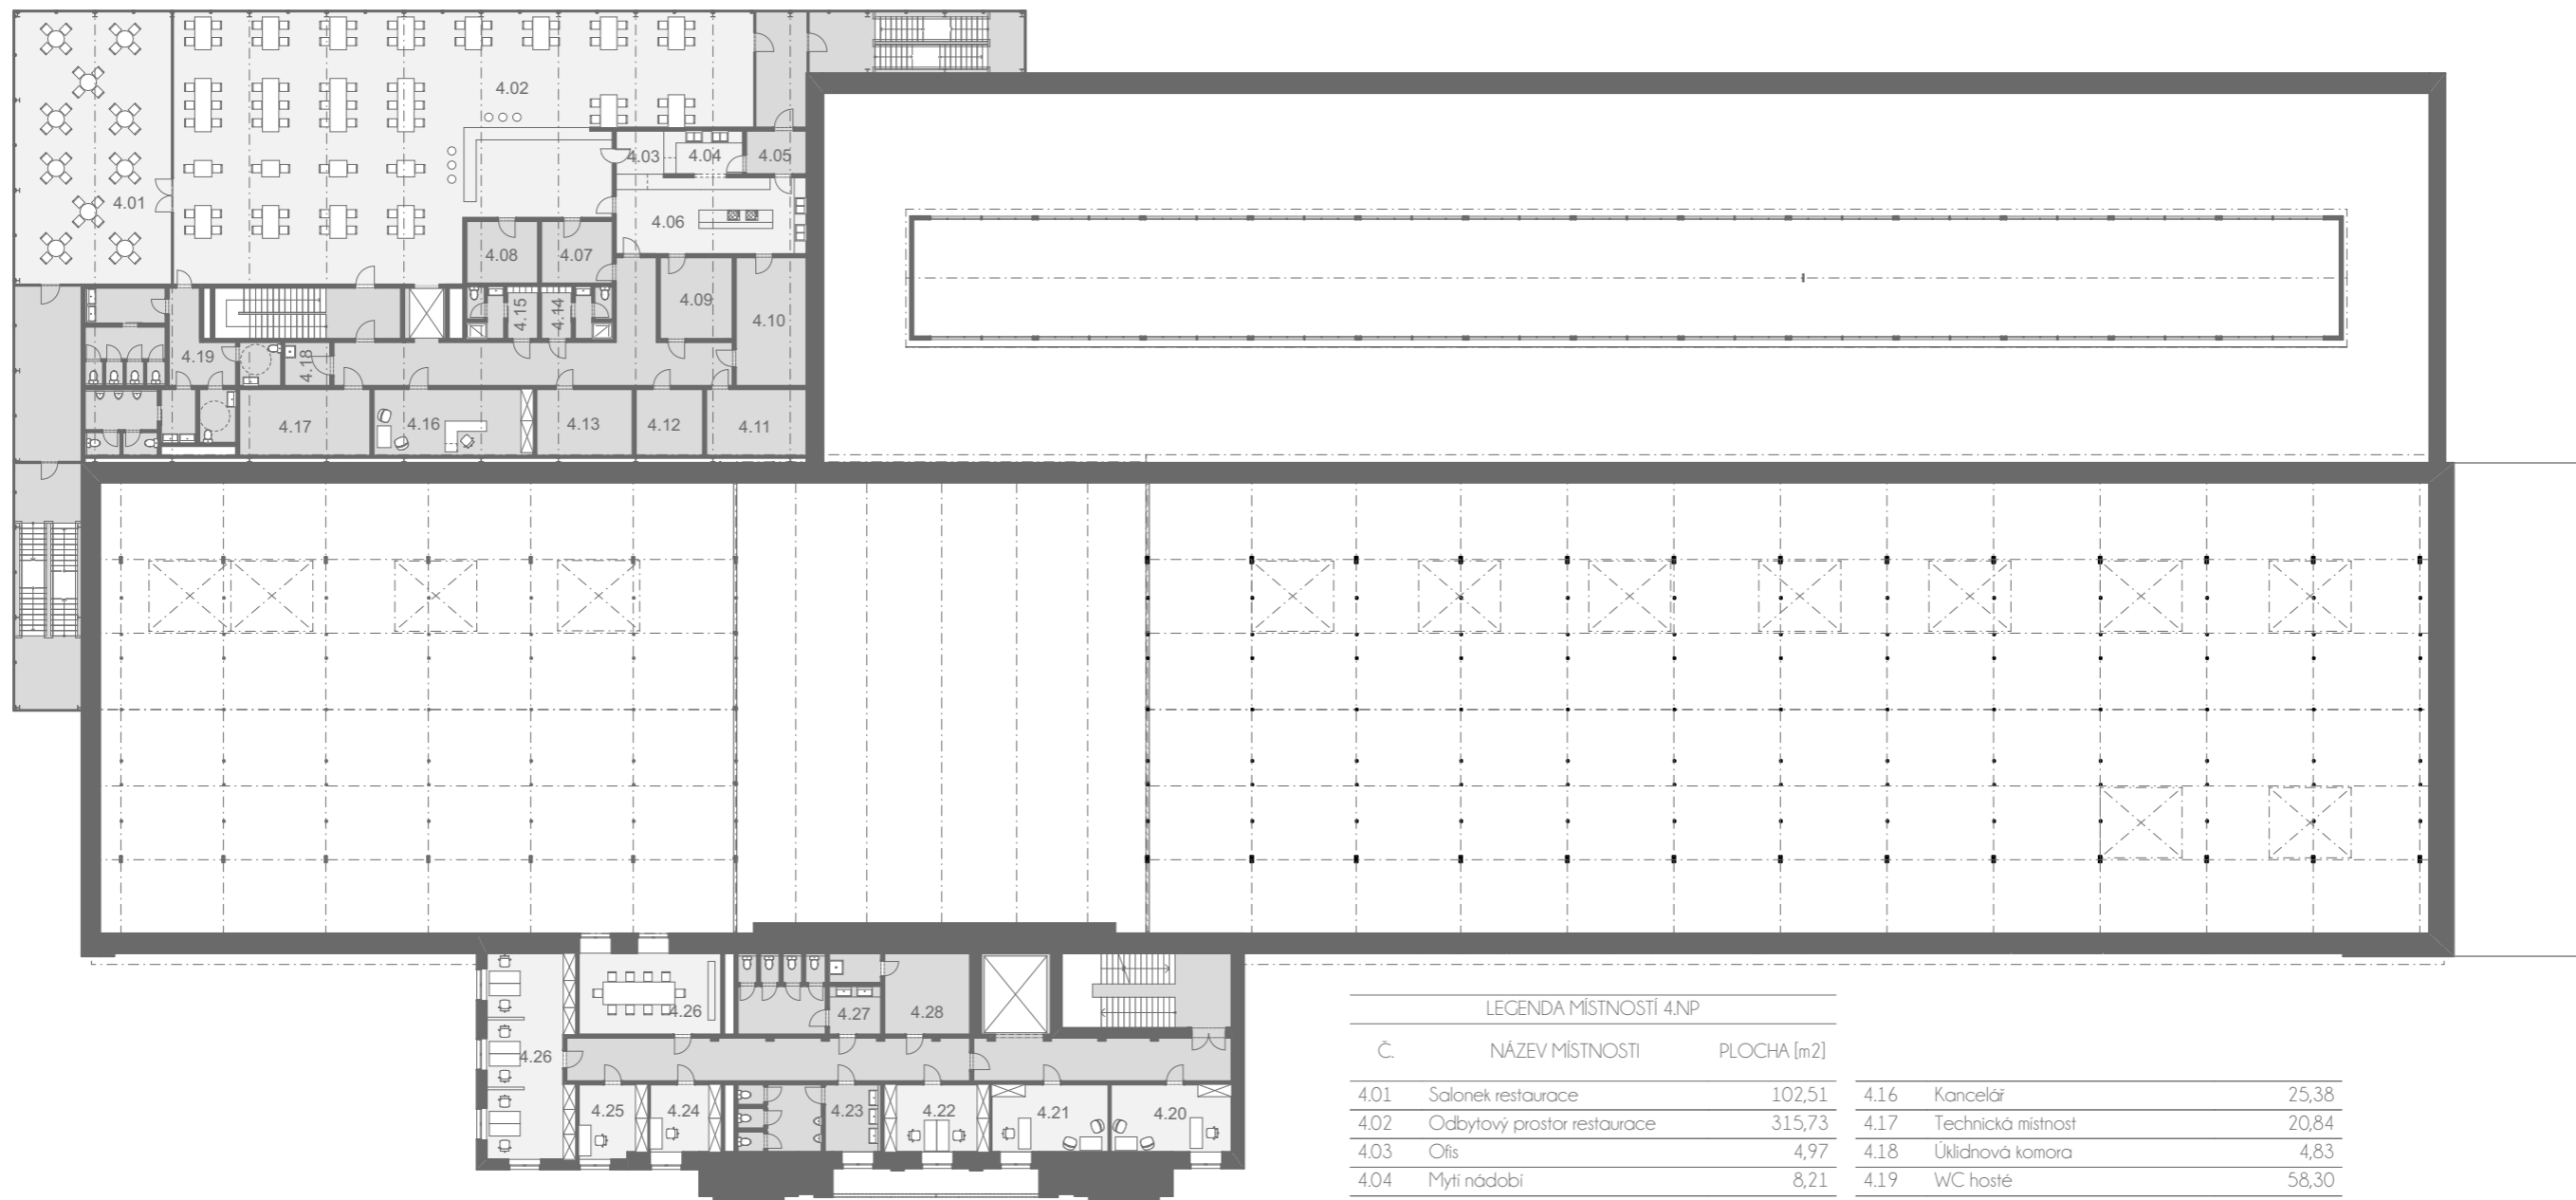 4.02
4.03
4.04
4.05
4.01
4.06
4.08
4.07
4.09
4.15
4.14
4.10
4.19
4.18
4.17
4.16
4.13
4.12
4.11
4.26
4.27
4.28
4.26
4.25
4.24
4.23
4.22
4.21
4.20
LEGENDA MÍSTNOSTÍ 4.NP
Č. NÁZEV MÍSTNOSTI PLOCHA [m2]
4.01 Salonek restaurace 102,51
4.02 Odbytový prostor restaurace 315,73
4.03 Ofis 4,97
4.04 Mytí nádobí 8,21
4.16 Kancelář 25,38
4.17 Technická místnost 20,84
4.18 Úklidnová komora 4,83
4.19 WC hosté 58,30